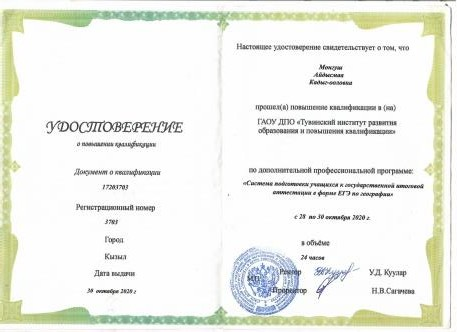 УДОСТОВЕРЕНИЕ
о повышении квалификации
Документ о квалификации
17203703
Регистрационный номер
3703
Город
Кызыл
Дата выдачи
30 октября 2020 г
Настоящее удостоверение свидетельствует о том, что
Монгуш
Айдысмаа
Кадыг-ооловна
прошел(а) повышение квалификации в (на)
ГАОУ ДПО «Тувинский институт развития
образования и повышения квалификации»
по дополнительной профессиональной программе:
«Система подготовки учащихся к государственной итоговой
аттестации в форме ЕГЭ по географии»
с 28 по 30 октября 2020 г.
в объёме
24 часов
Ректор У.Д. Куулар
М.П.
Проректор Н.В.Сагачева